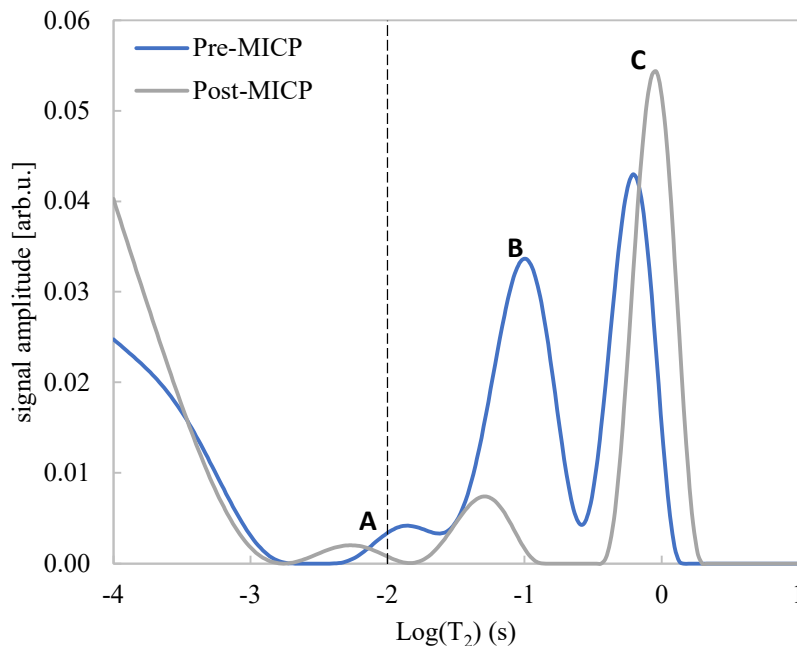 0.06
Pre-MICP
Post-MICP
C
0.05
0.04
B
0.03
0.02
0.01
A
0.00
signal amplitude [arb.u.]
-4 -3 -2 -1 0 1
Log(T₂) (s)